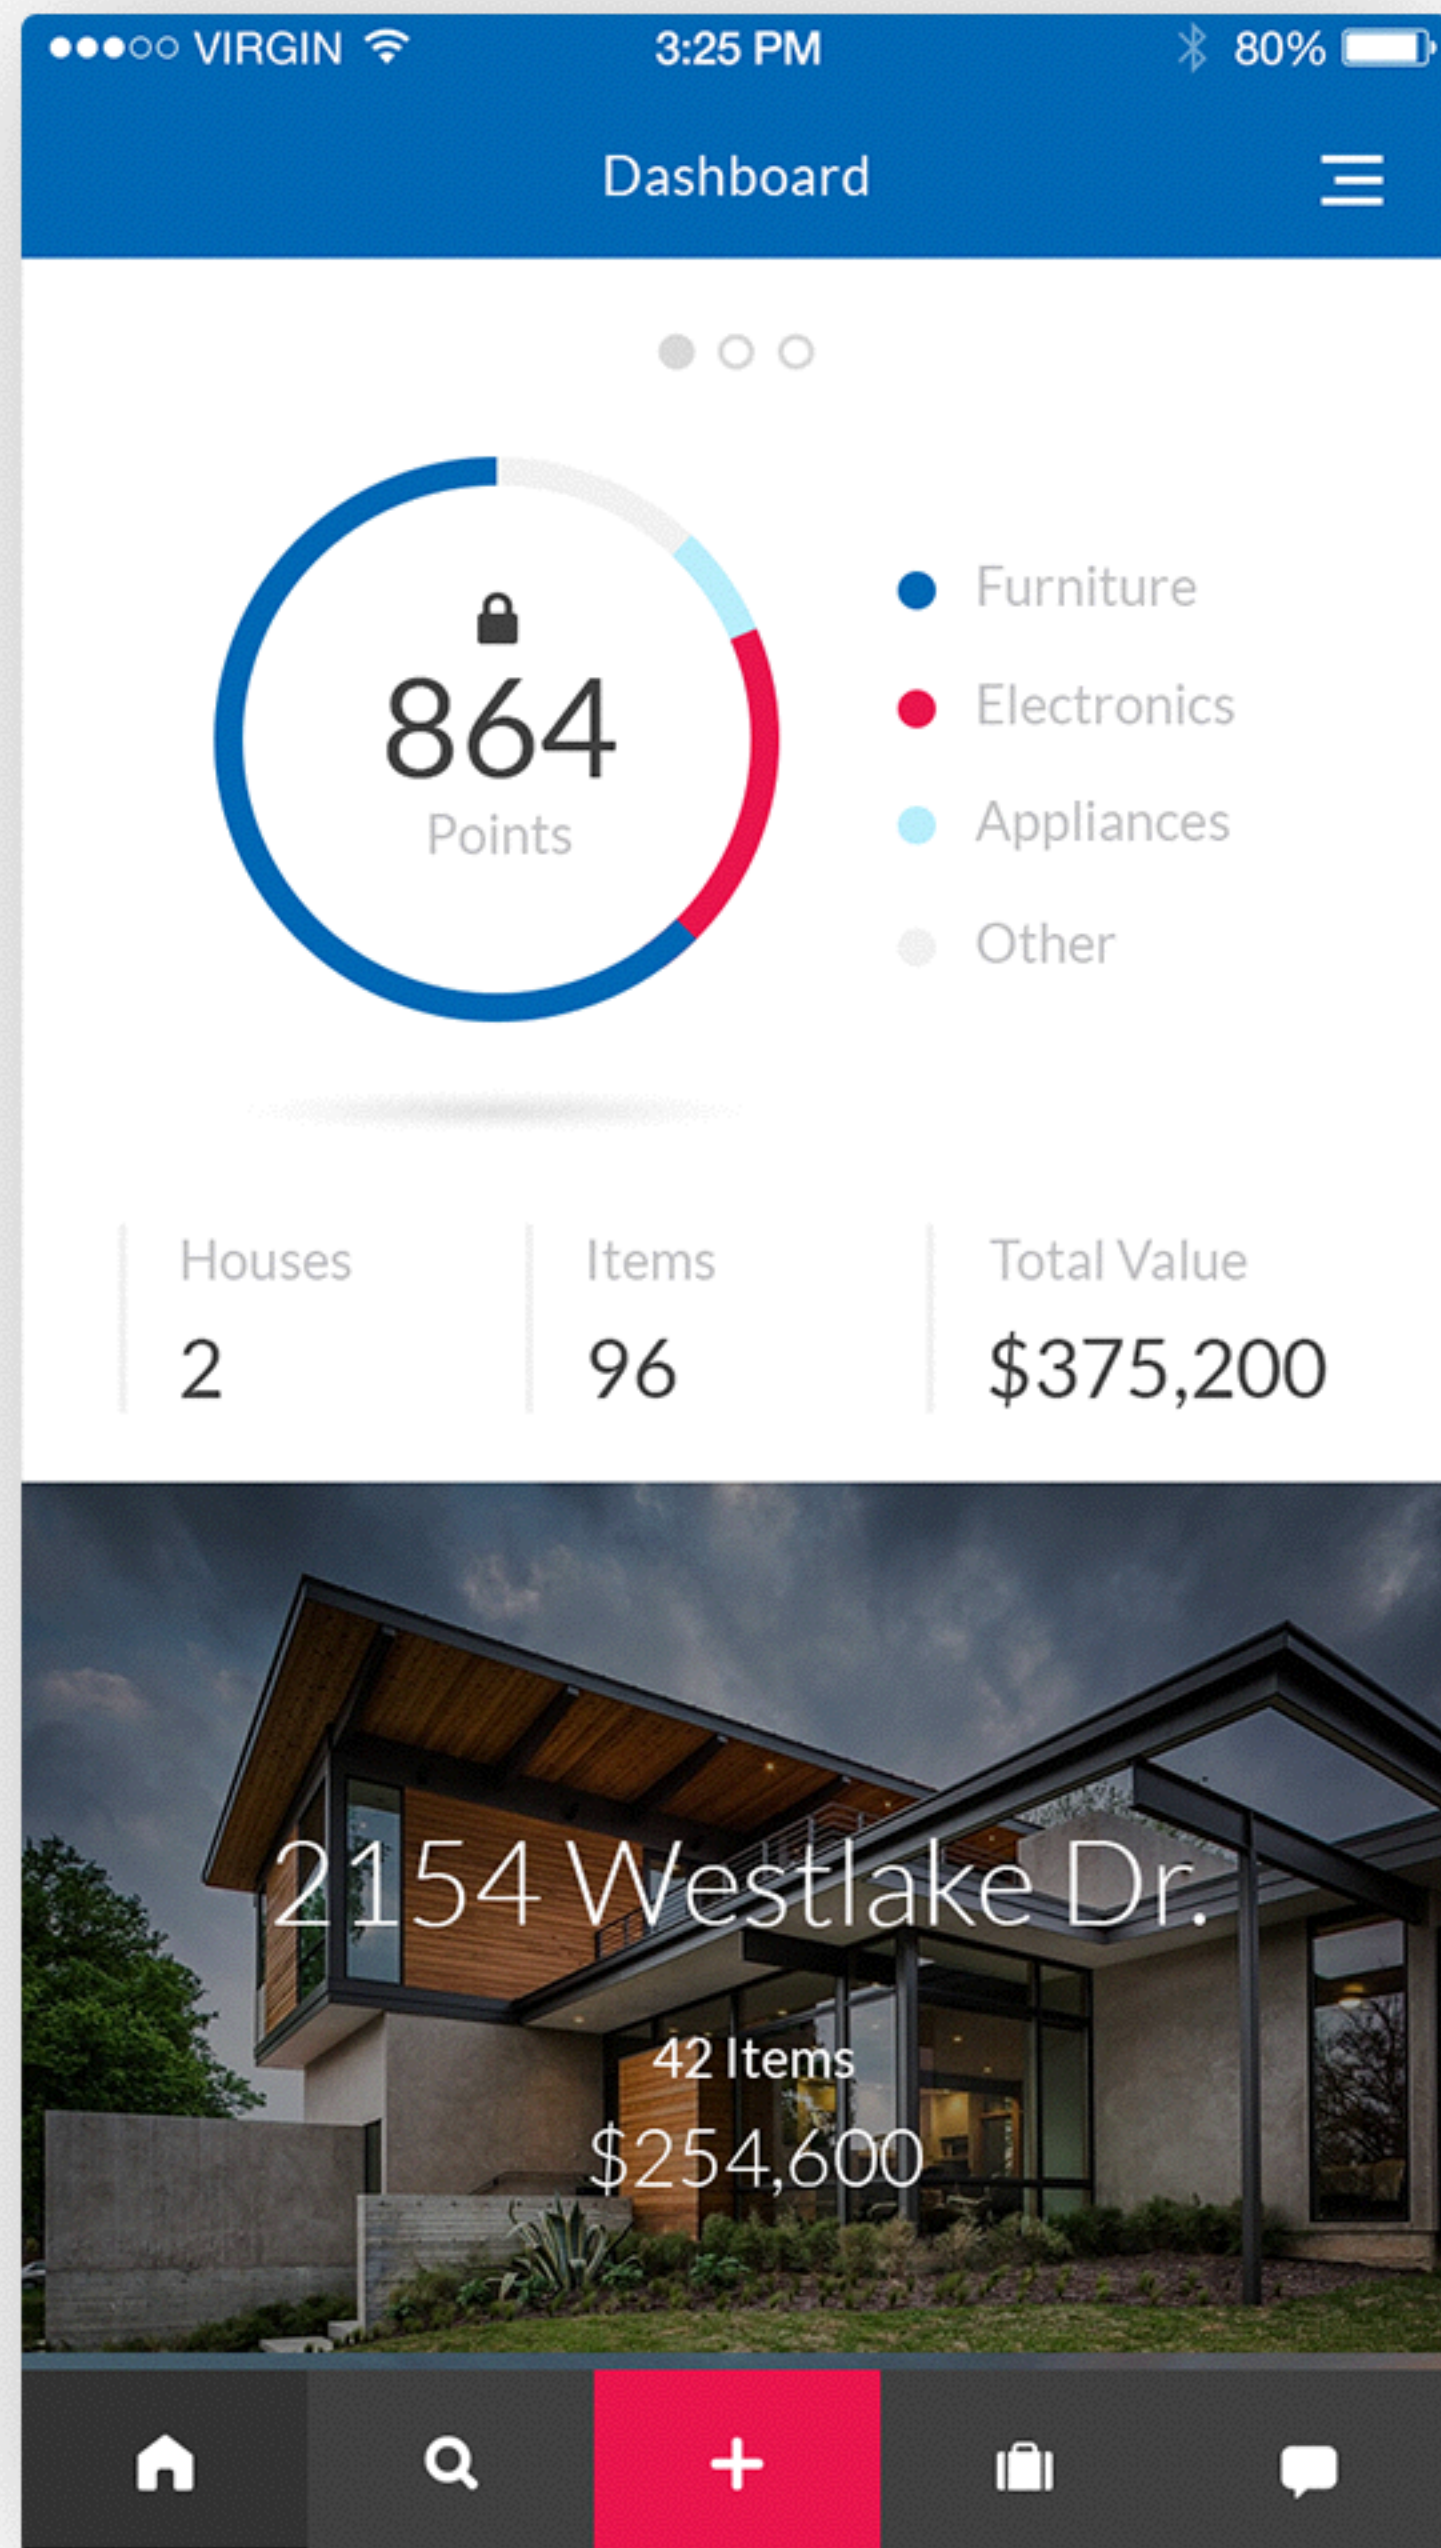 VIRGIN 3:25 PM 80%
Dashboard
864
Points
Furniture
Electronics
Appliances
Other
Houses Items Total Value
2 96 $375,200
2154 Westlake Dr.
42 Items
$254,600